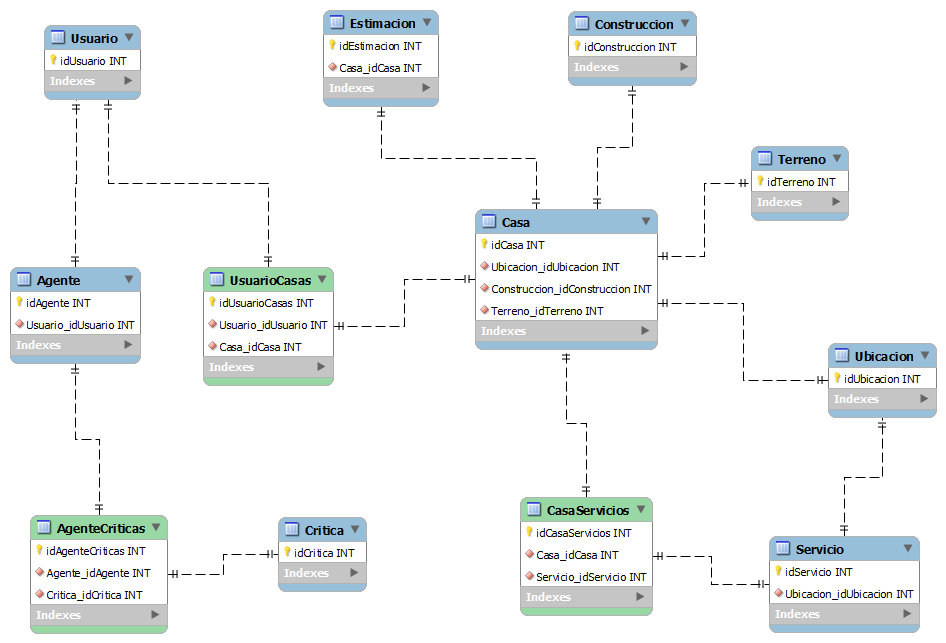 Usuario
idUsuario INT
Indexes
Estimacion
idEstimacion INT
Casa_idCasa INT
Indexes
Construccion
idConstruccion INT
Indexes
Terreno
idTerreno INT
Indexes
Casa
idCasa INT
Ubicacion_idUbicacion INT
Construccion_idConstruccion INT
Terreno_idTerreno INT
Indexes
Agente
idAgente INT
Usuario_idUsuario INT
Indexes
UsuarioCasas
idUsuarioCasas INT
Usuario_idUsuario INT
Casa_idCasa INT
Indexes
Ubicacion
idUbicacion INT
Indexes
AgenteCriticas
idAgenteCriticas INT
Agente_idAgente INT
Critica_idCritica INT
Indexes
Critica
idCritica INT
Indexes
CasaServicios
idCasaServicios INT
Casa_idCasa INT
Servicio_idServicio INT
Indexes
Servicio
idServicio INT
Ubicacion_idUbicacion INT
Indexes